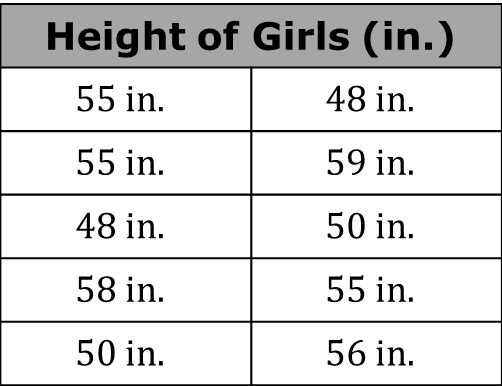 Height of Girls (in.)
55 in. 48 in.
55 in. 59 in.
48 in. 50 in.
58 in. 55 in.
50 in. 56 in.